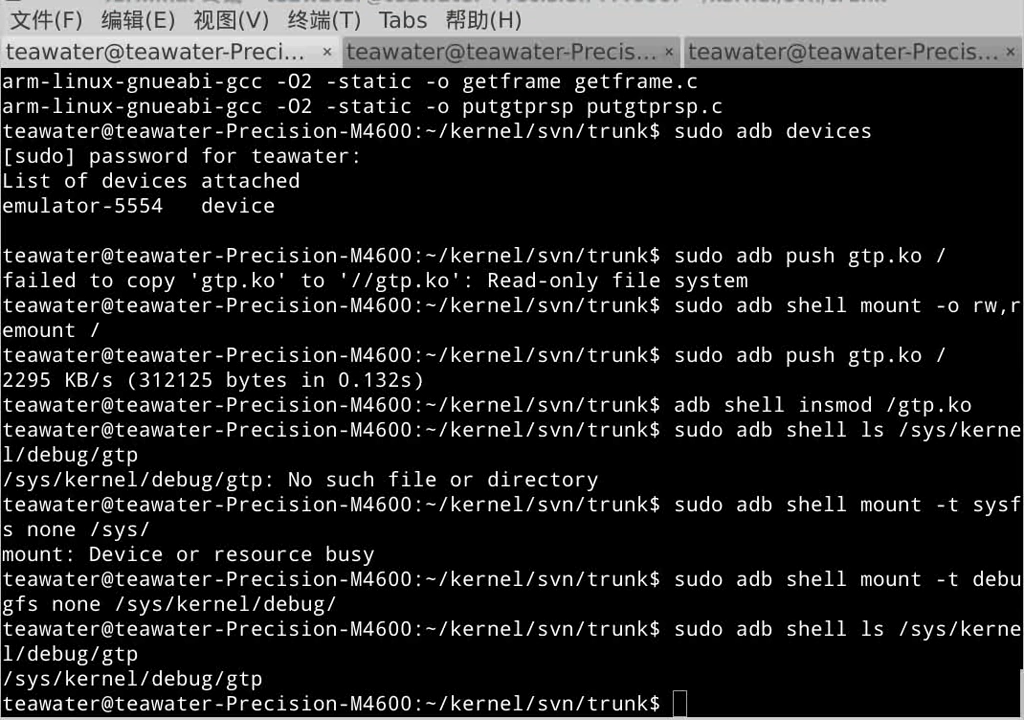 文件(F) 编辑(E) 视图(V) 终端(T) Tabs 帮助(H)
teawater@teawater-Preci... × teawater@teawater-Precis... × teawater@teawater-Precis... ×
arm-linux-gnueabi-gcc -O2 -static -o getframe getframe.c
arm-linux-gnueabi-gcc -O2 -static -o putgtprsp putgtprsp.c
teawater@teawater-Precision-M4600:~/kernel/svn/trunk$ sudo adb devices
[sudo] password for teawater:
List of devices attached
emulator-5554   device
teawater@teawater-Precision-M4600:~/kernel/svn/trunk$ sudo adb push gtp.ko /
failed to copy 'gtp.ko' to '//gtp.ko': Read-only file system
teawater@teawater-Precision-M4600:~/kernel/svn/trunk$ sudo adb shell mount -o rw,r
emount /
teawater@teawater-Precision-M4600:~/kernel/svn/trunk$ sudo adb push gtp.ko /
2295 KB/s (312125 bytes in 0.132s)
teawater@teawater-Precision-M4600:~/kernel/svn/trunk$ adb shell insmod /gtp.ko
teawater@teawater-Precision-M4600:~/kernel/svn/trunk$ sudo adb shell ls /sys/kerne
l/debug/gtp
/sys/kernel/debug/gtp: No such file or directory
teawater@teawater-Precision-M4600:~/kernel/svn/trunk$ sudo adb shell mount -t sysf
s none /sys/
mount: Device or resource busy
teawater@teawater-Precision-M4600:~/kernel/svn/trunk$ sudo adb shell mount -t debu
gfs none /sys/kernel/debug/
teawater@teawater-Precision-M4600:~/kernel/svn/trunk$ sudo adb shell ls /sys/kerne
l/debug/gtp
/sys/kernel/debug/gtp
teawater@teawater-Precision-M4600:~/kernel/svn/trunk$